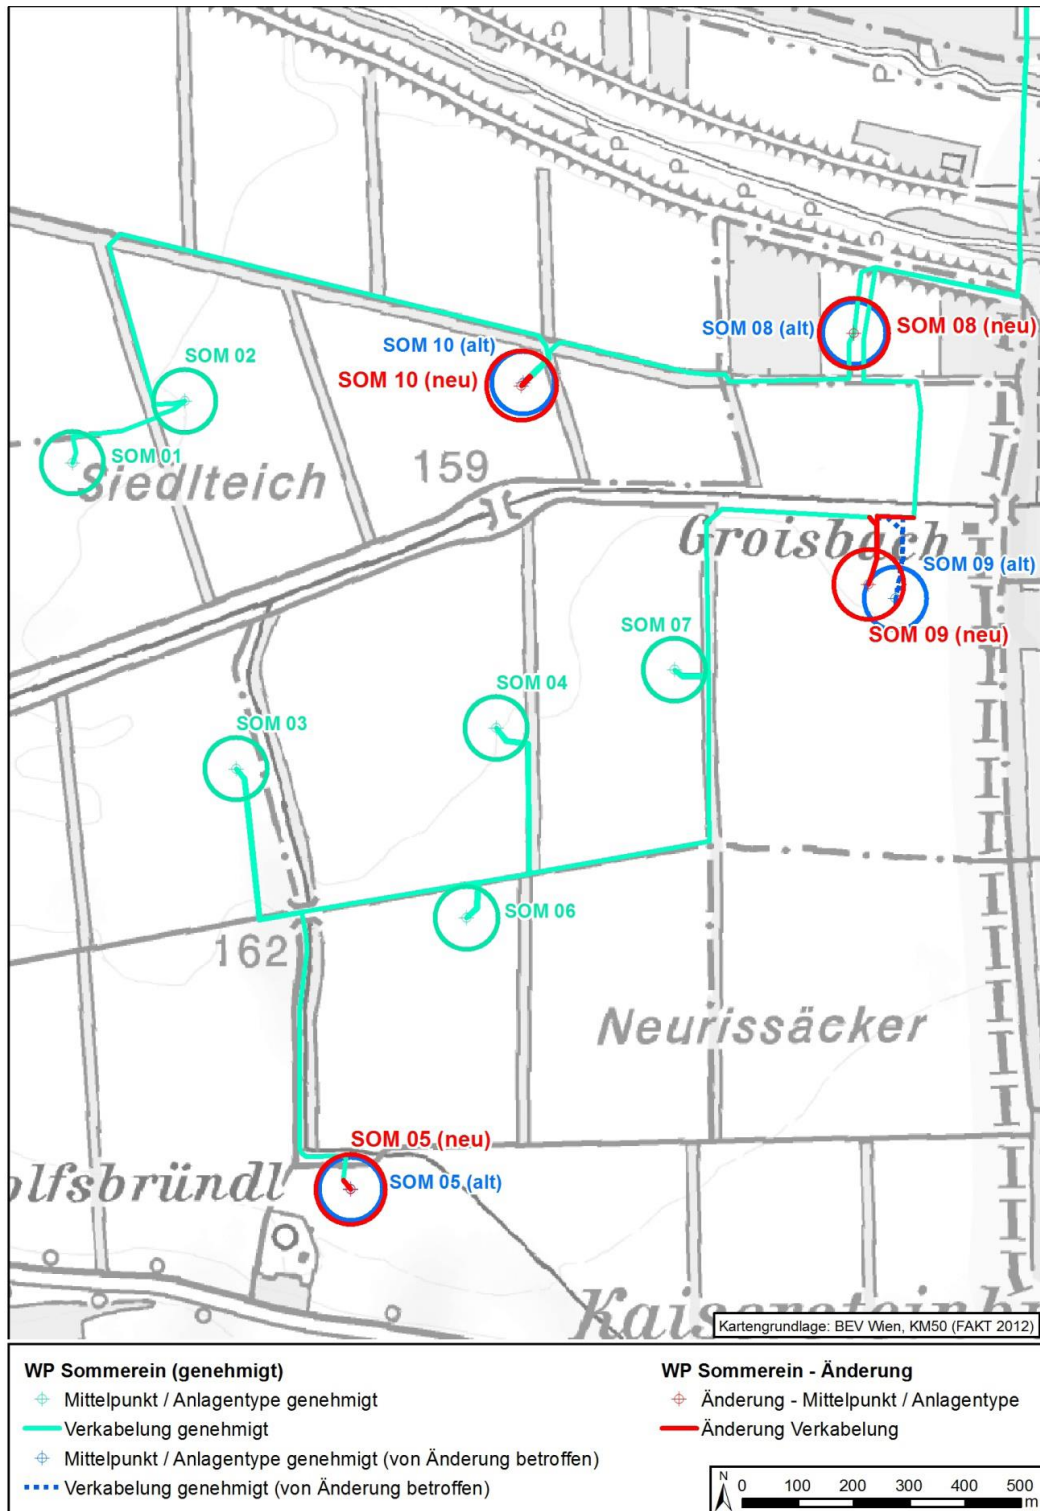 P
P
P
P
P
SOM 08 (alt)
SOM 08 (neu)
SOM 10 (alt)
SOM 10 (neu)
SOM 02
SOM 01
Siedlteich
159
Groisbach
SOM 09 (alt)
SOM 09 (neu)
SOM 07
SOM 04
SOM 03
SOM 06
162
Neurissäcker
SOM 05 (neu)
SOM 05 (alt)
olfsbründl
Kaisersteinbr
Kartengrundlage: BEV Wien, KM50 (FAKT 2012)
WP Sommerein (genehmigt)
Mittelpunkt / Anlagentype genehmigt
Verkabelung genehmigt
Mittelpunkt / Anlagentype genehmigt (von Änderung betroffen)
Verkabelung genehmigt (von Änderung betroffen)
WP Sommerein - Änderung
Änderung - Mittelpunkt / Anlagentype
Änderung Verkabelung
N
0 100 200 300 400 500
m